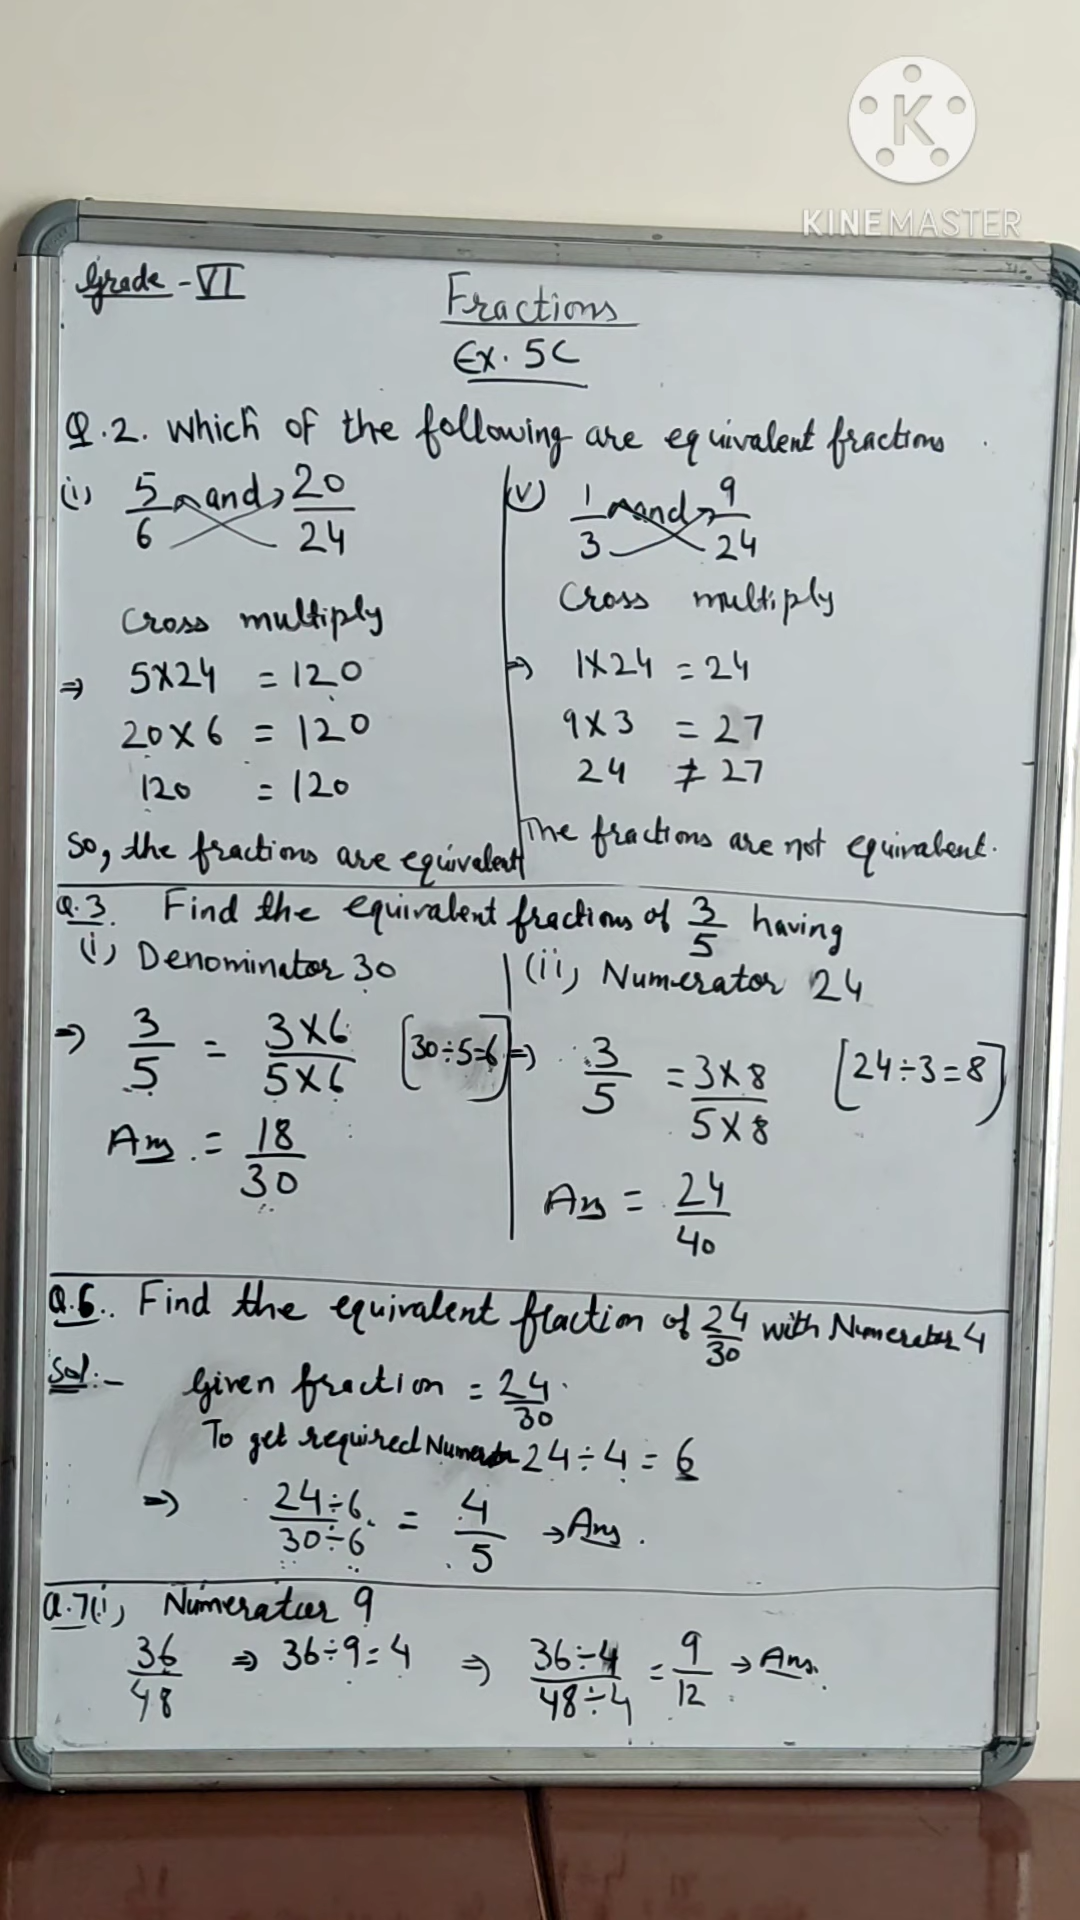 KINEMASTER
Grade - VI
Fractions
Ex. 5C
Q.2. Which of the following are equivalent fractions
(i) 5/6 and 20/24
Cross multiply
⇒ 5×24 = 120
20×6 = 120
120 = 120
So, the fractions are equivalent
(v) 1/3 and 9/24
Cross multiply
⇒ 1×24 = 24
9×3 = 27
24 ≠ 27
The fractions are not equivalent.
Q.3. Find the equivalent fractions of 3/5 having
(i) Denominator 30
⇒ 3/5 = 3×6/5×6 [30÷5=6]
Ans. = 18/30
(ii) Numerator 24
⇒ 3/5 = 3×8/5×8 [24÷3=8]
Ans = 24/40
Q.6. Find the equivalent fraction of 24/30 with Numerator 4
Sol:- Given fraction = 24/30
To get required Numerator 24÷4 = 6
⇒ 24÷6/30÷6 = 4/5 → Ans.
Q.7(i) Numerator 9
36/48 ⇒ 36÷9=4 ⇒ 36÷4/48÷4 = 9/12 → Ans.